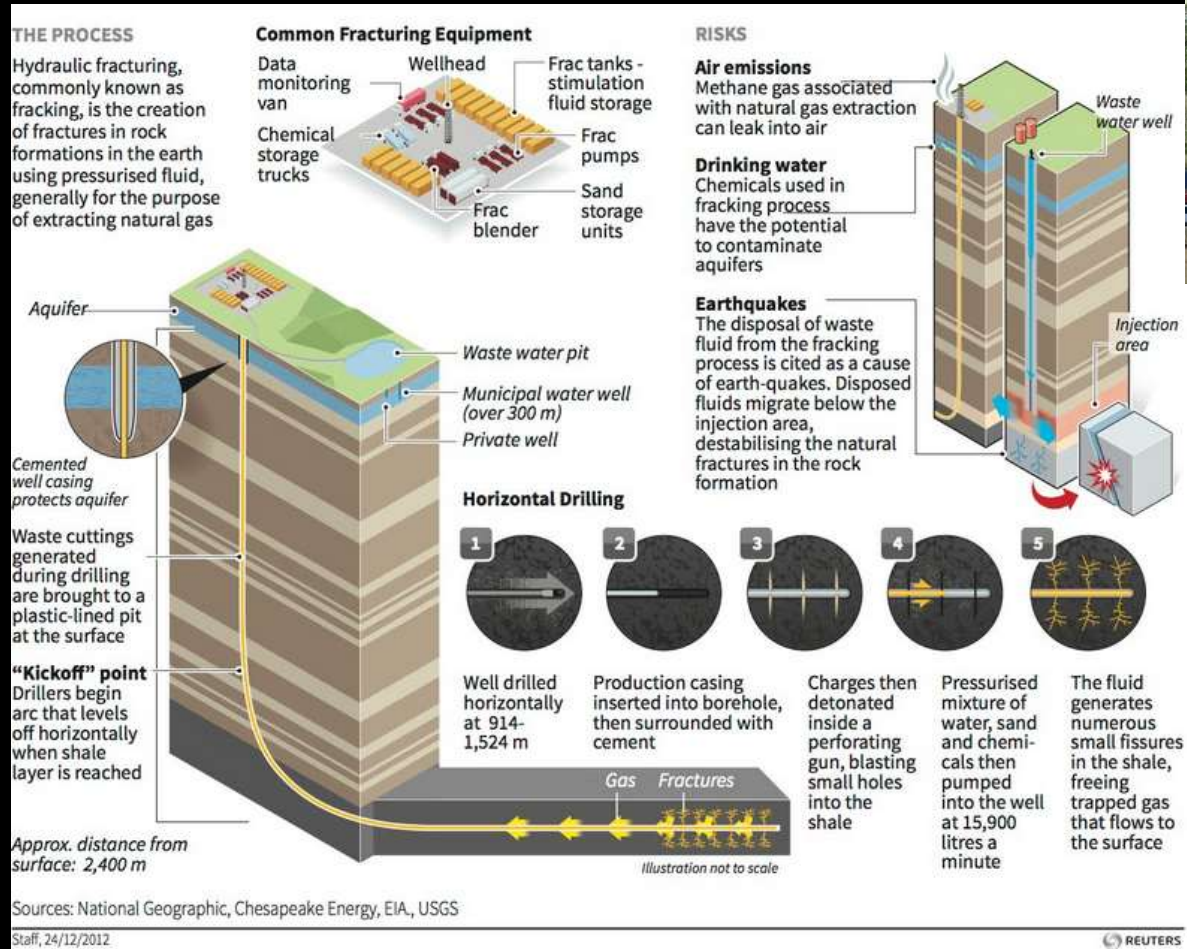 THE PROCESS
Hydraulic fracturing,
commonly known as
fracking, is the creation
of fractures in rock
formations in the earth
using pressurised fluid,
generally for the purpose
of extracting natural gas
Common Fracturing Equipment
Data
monitoring
van
Wellhead
Frac tanks -
stimulation
fluid storage
Chemical
storage
trucks
Frac
pumps
Frac
blender
Sand
storage
units
RISKS
Air emissions
Methane gas associated
with natural gas extraction
can leak into air
Drinking water
Chemicals used in
fracking process
have the potential
to contaminate
aquifers
Earthquakes
The disposal of waste
fluid from the fracking
process is cited as a cause
of earth-quakes. Disposed
fluids migrate below the
injection area,
destabilising the natural
fractures in the rock
formation
Waste
water well
Injection
area
Aquifer
Cemented
well casing
protects aquifer
Waste cuttings
generated
during drilling
are brought to a
plastic-lined pit
at the surface
"Kickoff" point
Drillers begin
arc that levels
off horizontally
when shale
layer is reached
Approx. distance from
surface: 2,400 m
Waste water pit
Municipal water well
(over 300 m)
Private well
Horizontal Drilling
1
2
3
4
5
Well drilled
horizontally
at 914-
1,524 m
Production casing
inserted into borehole,
then surrounded with
cement
Charges then
detonated
inside a
perforating
gun, blasting
small holes
into the
shale
Pressurised
mixture of
water, sand
and chemi-
cals then
pumped
into the well
at 15,900
litres a
minute
The fluid
generates
numerous
small fissures
in the shale,
freeing
trapped gas
that flows to
the surface
Gas
Fractures
Illustration not to scale
Sources: National Geographic, Chesapeake Energy, EIA., USGS
Staff, 24/12/2012
REUTERS